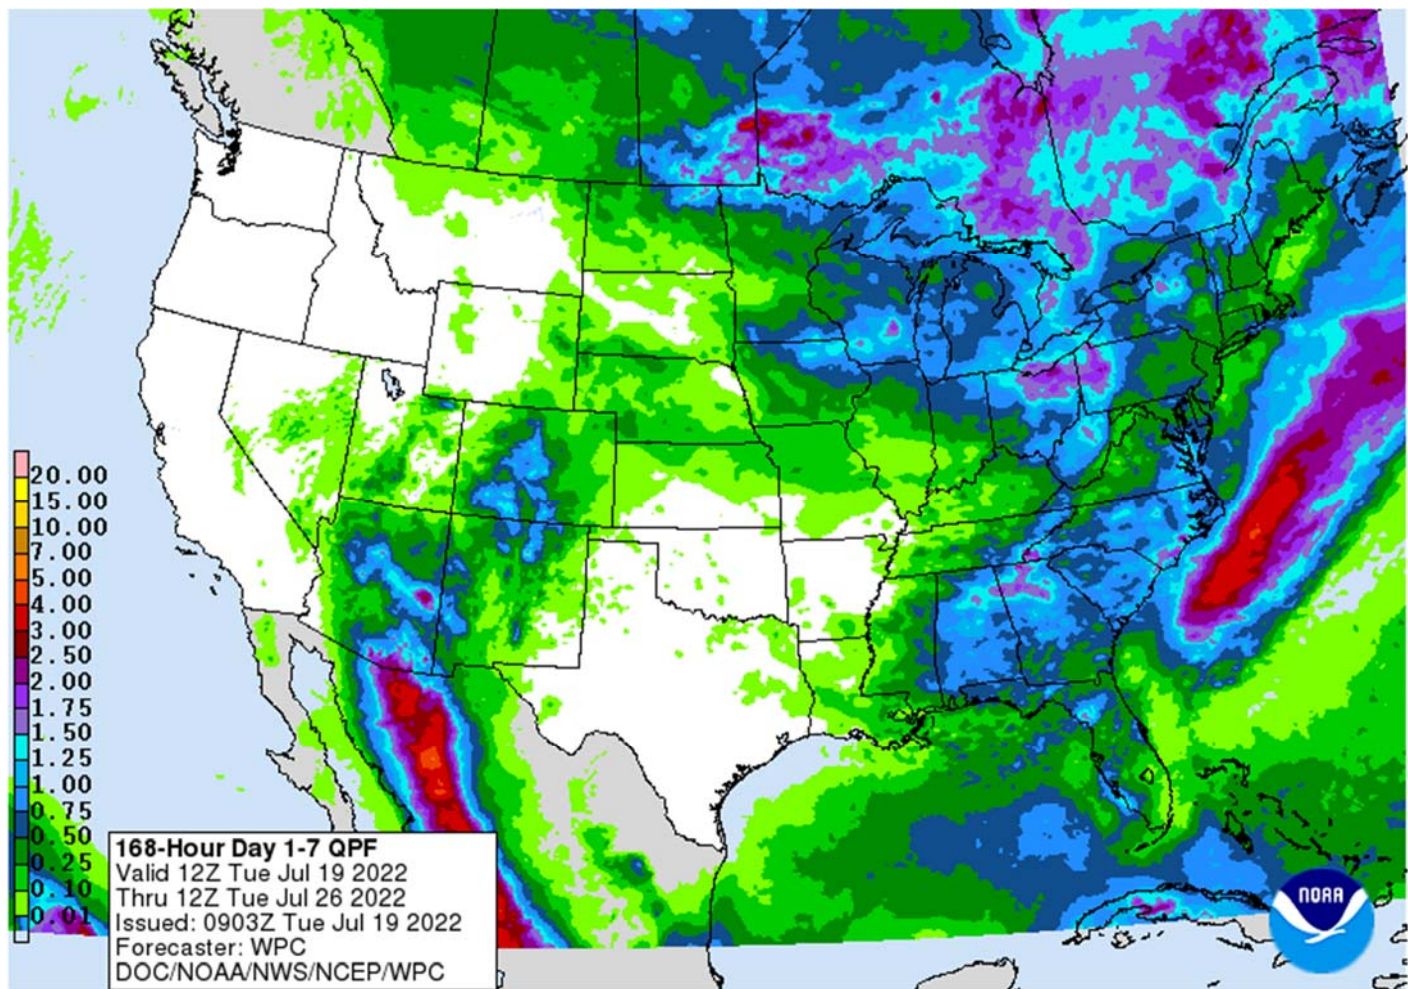 20.00
15.00
10.00
7.00
5.00
4.00
3.00
2.50
2.00
1.75
1.50
1.25
1.00
0.75
0.50
0.25
0.10
0.01
168-Hour Day 1-7 QPF
Valid 12Z Tue Jul 19 2022
Thru 12Z Tue Jul 26 2022
Issued: 0903Z Tue Jul 19 2022
Forecaster: WPC
DOC/NOAA/NWS/NCEP/WPC
NOAA